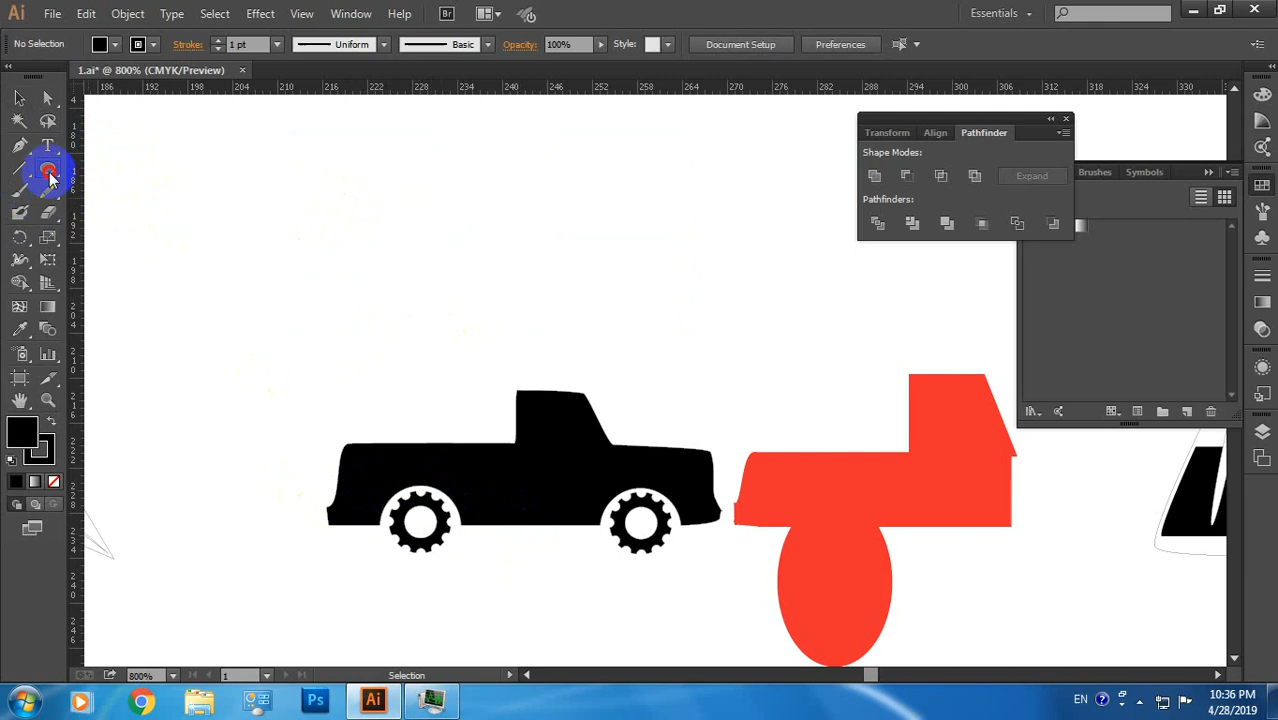 Ai File Edit Object Type Select Effect View Window Help Br Essentials
No Selection Stroke: 1 pt Uniform Basic Opacity: 100% Style: Document Setup Preferences
1.ai* @ 800% (CMYK/Preview)
186 192 198 204 210 216 222 228 234 240 246 252 258 264 270 276 282 288 294 300 306 312 318 324 330
Transform Align Pathfinder
Shape Modes:
Expand
Brushes Symbols
Pathfinders:
800% 1 Selection
Ps Ai EN 10:36 PM
4/28/2019